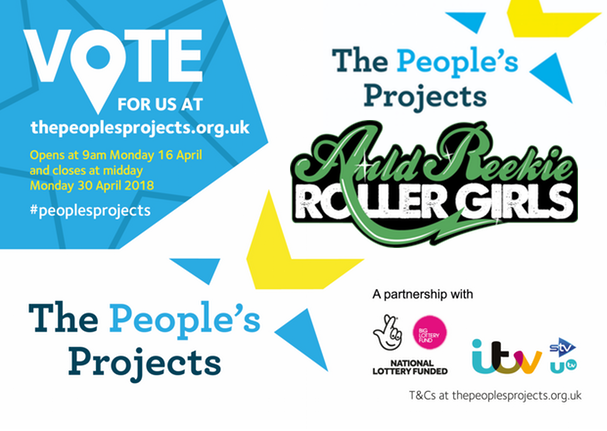 VOTE
FOR US AT
thepeoplesprojects.org.uk
Opens at 9am Monday 16 April
and closes at midday
Monday 30 April 2018
#peoplesprojects
The People's
Projects
Auld Reekie
ROLLER GIRLS
The People's
Projects
A partnership with
BIG
LOTTERY
FUND
NATIONAL
LOTTERY FUNDED
itv
stv
utv
T&Cs at thepeoplesprojects.org.uk